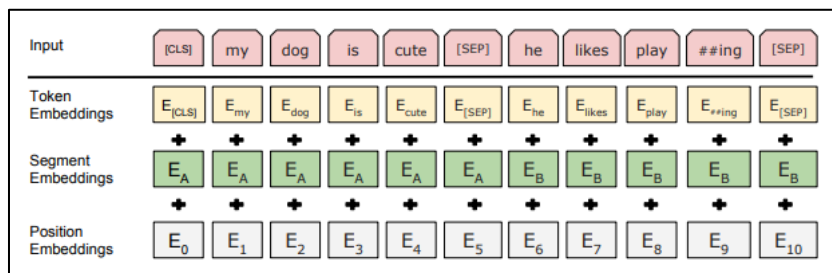 Input [CLS] my dog is cute [SEP] he likes play ##ing [SEP]
Token Embeddings E[CLS] Emy Edog Eis Ecute E[SEP] Ehe Elikes Eplay E##ing E[SEP]
Segment Embeddings EA EA EA EA EA EA EB EB EB EB EB
Position Embeddings E0 E1 E2 E3 E4 E5 E6 E7 E8 E9 E10